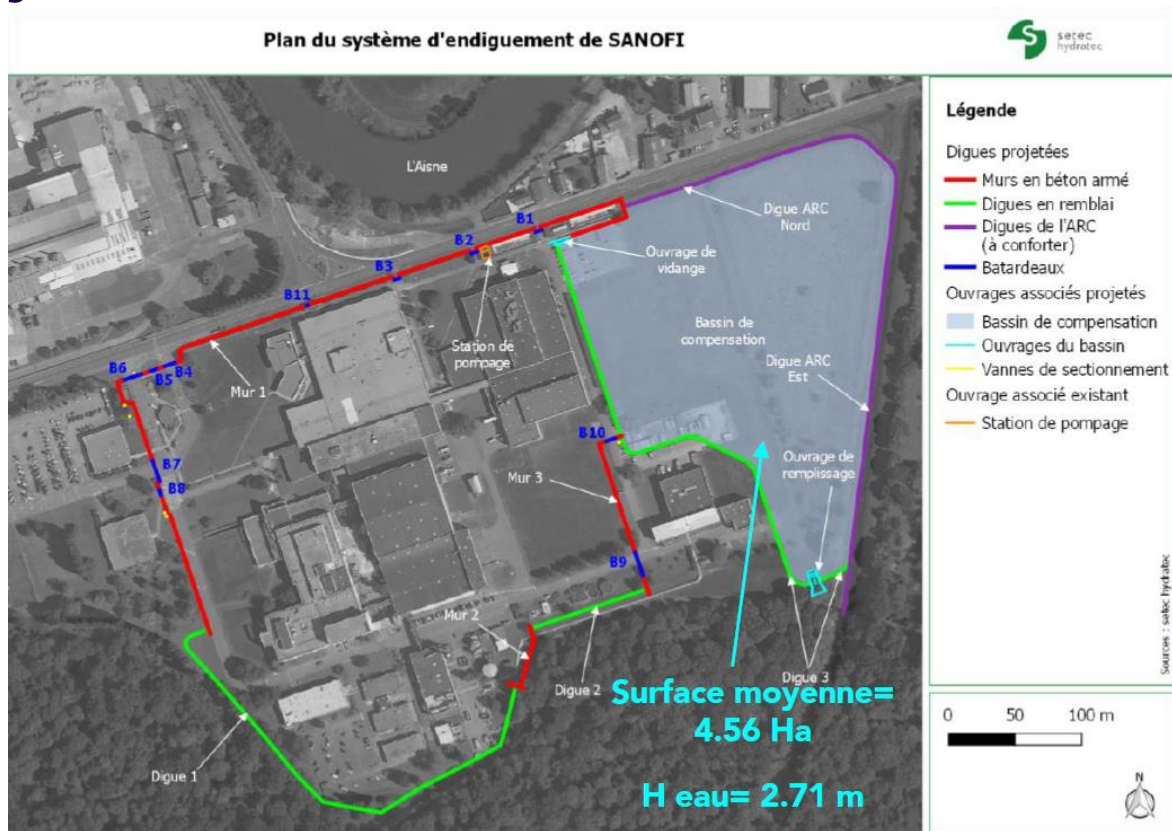 Plan du système d'endiguement de SANOFI
setec
hydratec
L'Aisne
B1
B2
B3
B11
B6
B5
B4
Mur 1
Station de
pompage
Ouvrage de
vidange
Digue ARC
Nord
Bassin de
compensation
Digue ARC
Est
B10
Mur 3
Ouvrage de
remplissage
B7
B8
B9
Mur 2
Digue 2
Digue 3
Digue 1
Surface moyenne=
4.56 Ha
H eau= 2.71 m
Légende
Digues projetées
Murs en béton armé
Digues en remblai
Digues de l'ARC
(à conforter)
Batardeaux
Ouvrages associés projetés
Bassin de compensation
Ouvrages du bassin
Vannes de sectionnement
Ouvrage associé existant
Station de pompage
Sources : setec hydratec
0 50 100 m
N